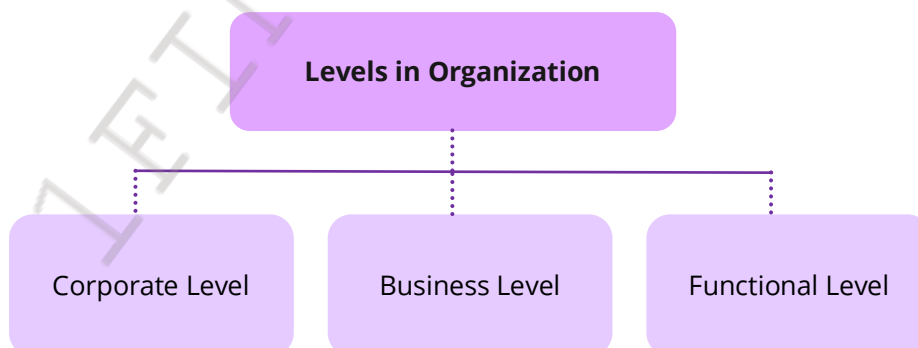 Levels in Organization
Corporate Level
Business Level
Functional Level